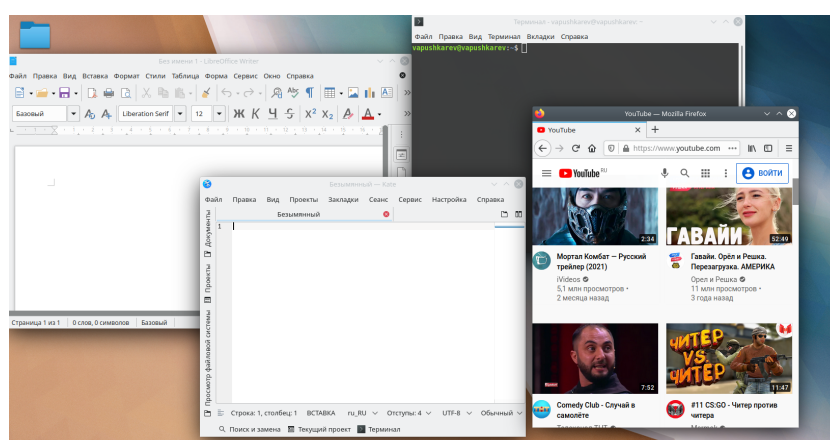 Терминал - vapushkarev@vapushkarev: ~
Файл Правка Вид Терминал Вкладки Справка
vapushkarev@vapushkarev:~$
Без имени 1 - LibreOffice Writer
Файл Правка Вид Вставка Формат Стили Таблица Форма Сервис Окно Справка
Базовый Liberation Serif 12 Ж К Ч S X² X₂ A
Страница 1 из 1 0 слов, 0 символов Базовый
Безымянный — Kate
Файл Правка Вид Проекты Закладки Сеанс Сервис Настройка Справка
Безымянный
1
Документы
Проекты
Просмотр файловой системы
Строка: 1, столбец: 1 ВСТАВКА ru_RU Отступы: 4 UTF-8 Обычный
Поиск и замена Текущий проект Терминал
YouTube — Mozilla Firefox
YouTube
https://www.youtube.com
YouTube RU ВОЙТИ
2:34
ГАВАЙИ 52:49
Мортал Комбат — Русский трейлер (2021)
iVideos
5,1 млн просмотров •
2 месяца назад
Гавайи. Орёл и Решка.
Перезагрузка. АМЕРИКА
Орел и Решка
11 млн просмотров •
3 года назад
7:52
ЧИТЕР
VS.
ЧИТЕР
11:47
Comedy Club - Случай в
самолёте
#11 CS:GO - Читер против
читера